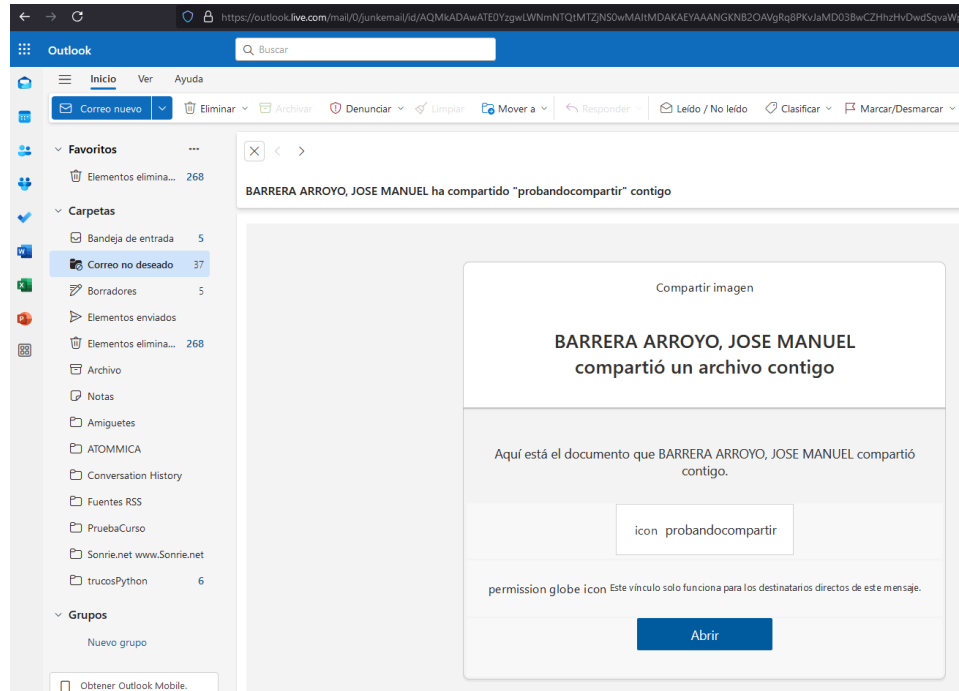 https://outlook.live.com/mail/0/junkemail/id/AQMkADAwATE0YzgwLWNmNTQtMTZjNS0wMAItMDAKAEYAAANGKNB2OAVgRq8PKvJaMD03BwCZHhzHvDwdSqvaW
Outlook
Buscar
Inicio Ver Ayuda
Correo nuevo Eliminar Archivar Denunciar Limpiar Mover a Responder Leído / No leído Clasificar Marcar/Desmarcar
Favoritos ...
Elementos elimina... 268
BARRERA ARROYO, JOSE MANUEL ha compartido "probandocompartir" contigo
Carpetas
Bandeja de entrada 5
Correo no deseado 37
Borradores 5
Elementos enviados
Elementos elimina... 268
Archivo
Notas
Amiguetes
ATOMMICA
Conversation History
Fuentes RSS
PruebaCurso
Sonrie.net www.Sonrie.net
trucosPython 6
Grupos
Nuevo grupo
Obtener Outlook Mobile.
Compartir imagen
BARRERA ARROYO, JOSE MANUEL
compartió un archivo contigo
Aquí está el documento que BARRERA ARROYO, JOSE MANUEL compartió
contigo.
icon probandocompartir
permission globe icon Este vínculo solo funciona para los destinatarios directos de este mensaje.
Abrir